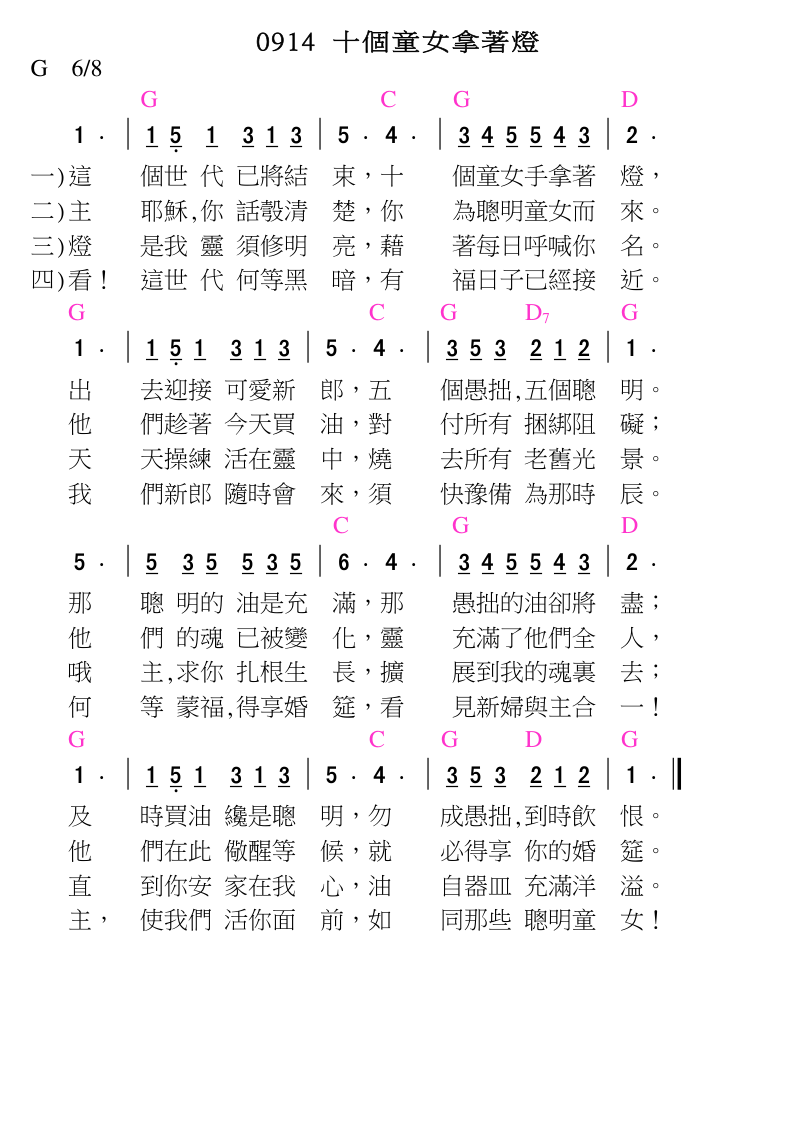 0914 十個童女拿著燈
G 6/8
G C G D
1 · | 1 5 1 3 1 3 | 5 · 4 · | 3 4 5 5 4 3 | 2 ·
一)這 個世 代 已將結 束，十 個童女手拿著 燈，
二)主 耶穌,你 話彀清 楚，你 為聰明童女而 來。
三)燈 是我 靈 須修明 亮，藉 著每日呼喊你 名。
四)看！ 這世 代 何等黑 暗，有 福日子已經接 近。
G C G D7 G
1 · | 1 5 1 3 1 3 | 5 · 4 · | 3 5 3 2 1 2 | 1 ·
出 去迎接 可愛新 郎，五 個愚拙,五個聰 明。
他 們趁著 今天買 油，對 付所有 捆綁阻 礙；
天 天操練 活在靈 中，燒 去所有 老舊光 景。
我 們新郎 隨時會 來，須 快豫備 為那時 辰。
C G D
5 · | 5 3 5 5 3 5 | 6 · 4 · | 3 4 5 5 4 3 | 2 ·
那 聰 明的 油是充 滿，那 愚拙的油卻將 盡；
他 們 的魂 已被變 化，靈 充滿了他們全 人，
哦 主,求你 扎根生 長，擴 展到我的魂裏 去；
何 等 蒙福,得享婚 筵，看 見新婦與主合 一！
G C G D G
1 · | 1 5 1 3 1 3 | 5 · 4 · | 3 5 3 2 1 2 | 1 ·
及 時買油 纔是聰 明，勿 成愚拙,到時飲 恨。
他 們在此 儆醒等 候，就 必得享 你的婚 筵。
直 到你安 家在我 心，油 自器皿 充滿洋 溢。
主， 使我們 活你面 前，如 同那些 聰明童 女！